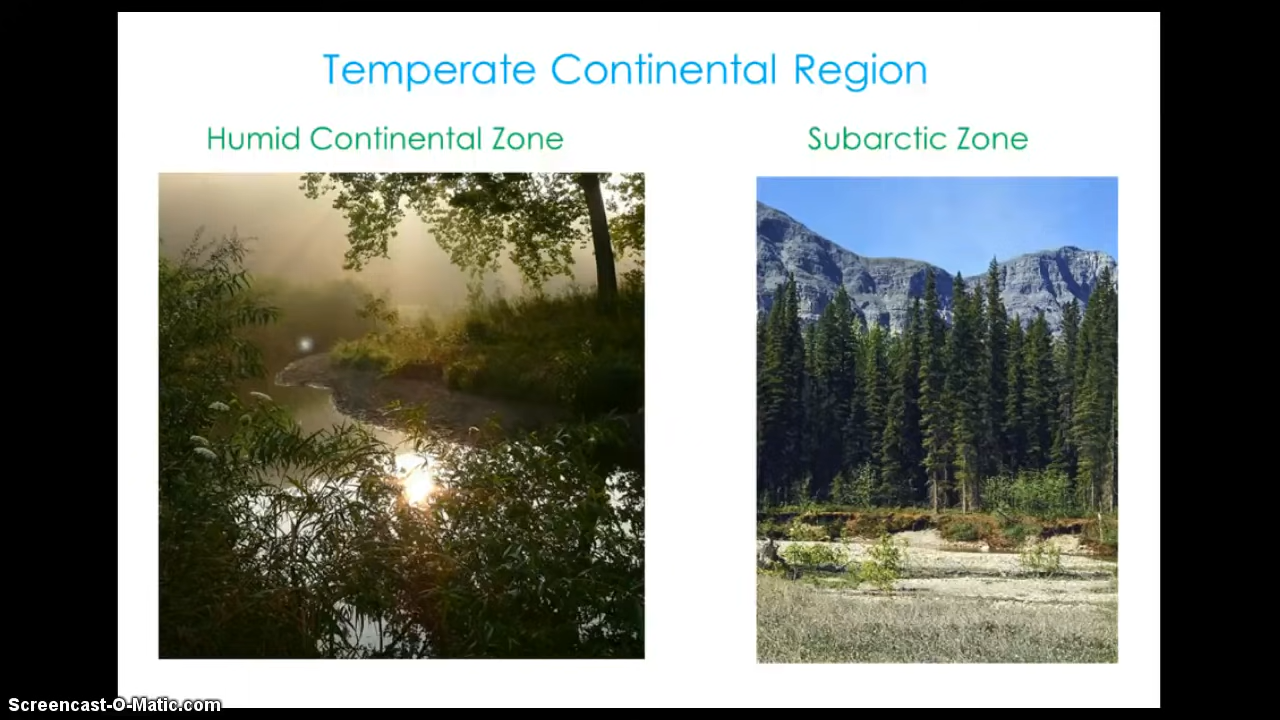 Temperate Continental Region
Humid Continental Zone
Subarctic Zone
Screencast-O-Matic.com